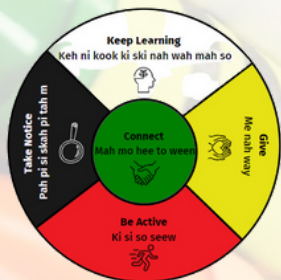 Keep Learning
Keh ni kook ki ski nah wah mah so
Take Notice
Pah pi si skah pi tah m
Connect
Mah mo hee to ween
Give
Me nah way
Be Active
Ki si so seew